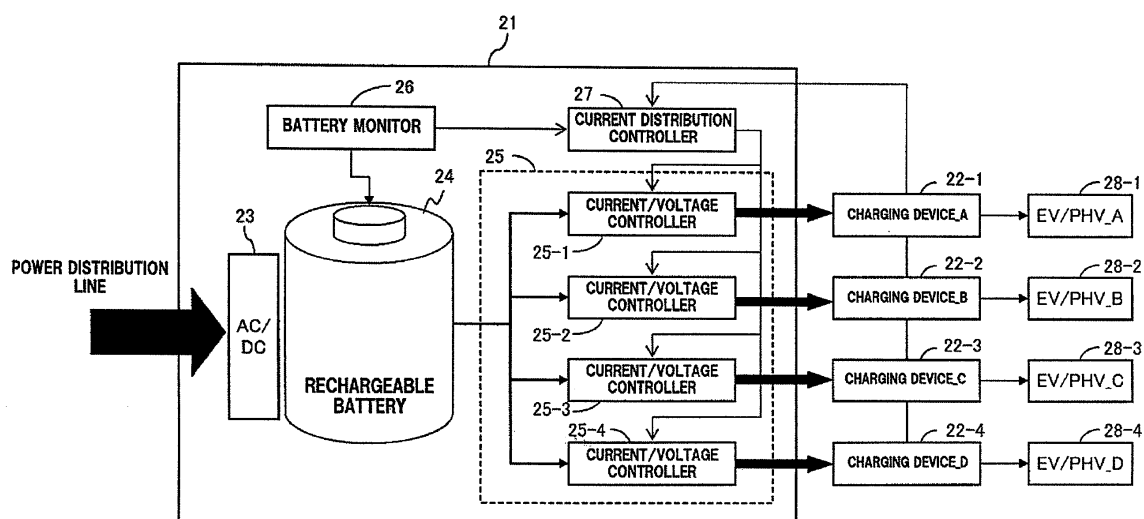 21
26
BATTERY MONITOR
27
CURRENT DISTRIBUTION
CONTROLLER
25
24
23
POWER DISTRIBUTION
LINE
AC/
DC
RECHARGEABLE
BATTERY
CURRENT/VOLTAGE
CONTROLLER
25-1
CURRENT/VOLTAGE
CONTROLLER
25-2
CURRENT/VOLTAGE
CONTROLLER
25-3
25-4
CURRENT/VOLTAGE
CONTROLLER
22-1
CHARGING DEVICE_A
28-1
EV/PHV_A
22-2
CHARGING DEVICE_B
28-2
EV/PHV_B
22-3
CHARGING DEVICE_C
28-3
EV/PHV_C
22-4
CHARGING DEVICE_D
28-4
EV/PHV_D